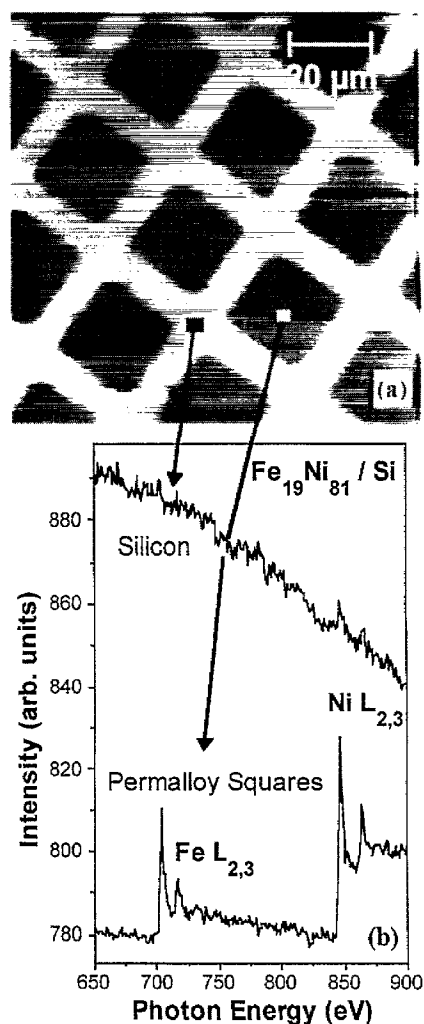 20 μm
(a)
Fe19Ni81 / Si
Silicon
Ni L2,3
Permalloy Squares
Fe L2,3
(b)
880
860
840
820
800
780
650 700 750 800 850 900
Intensity (arb. units)
Photon Energy (eV)